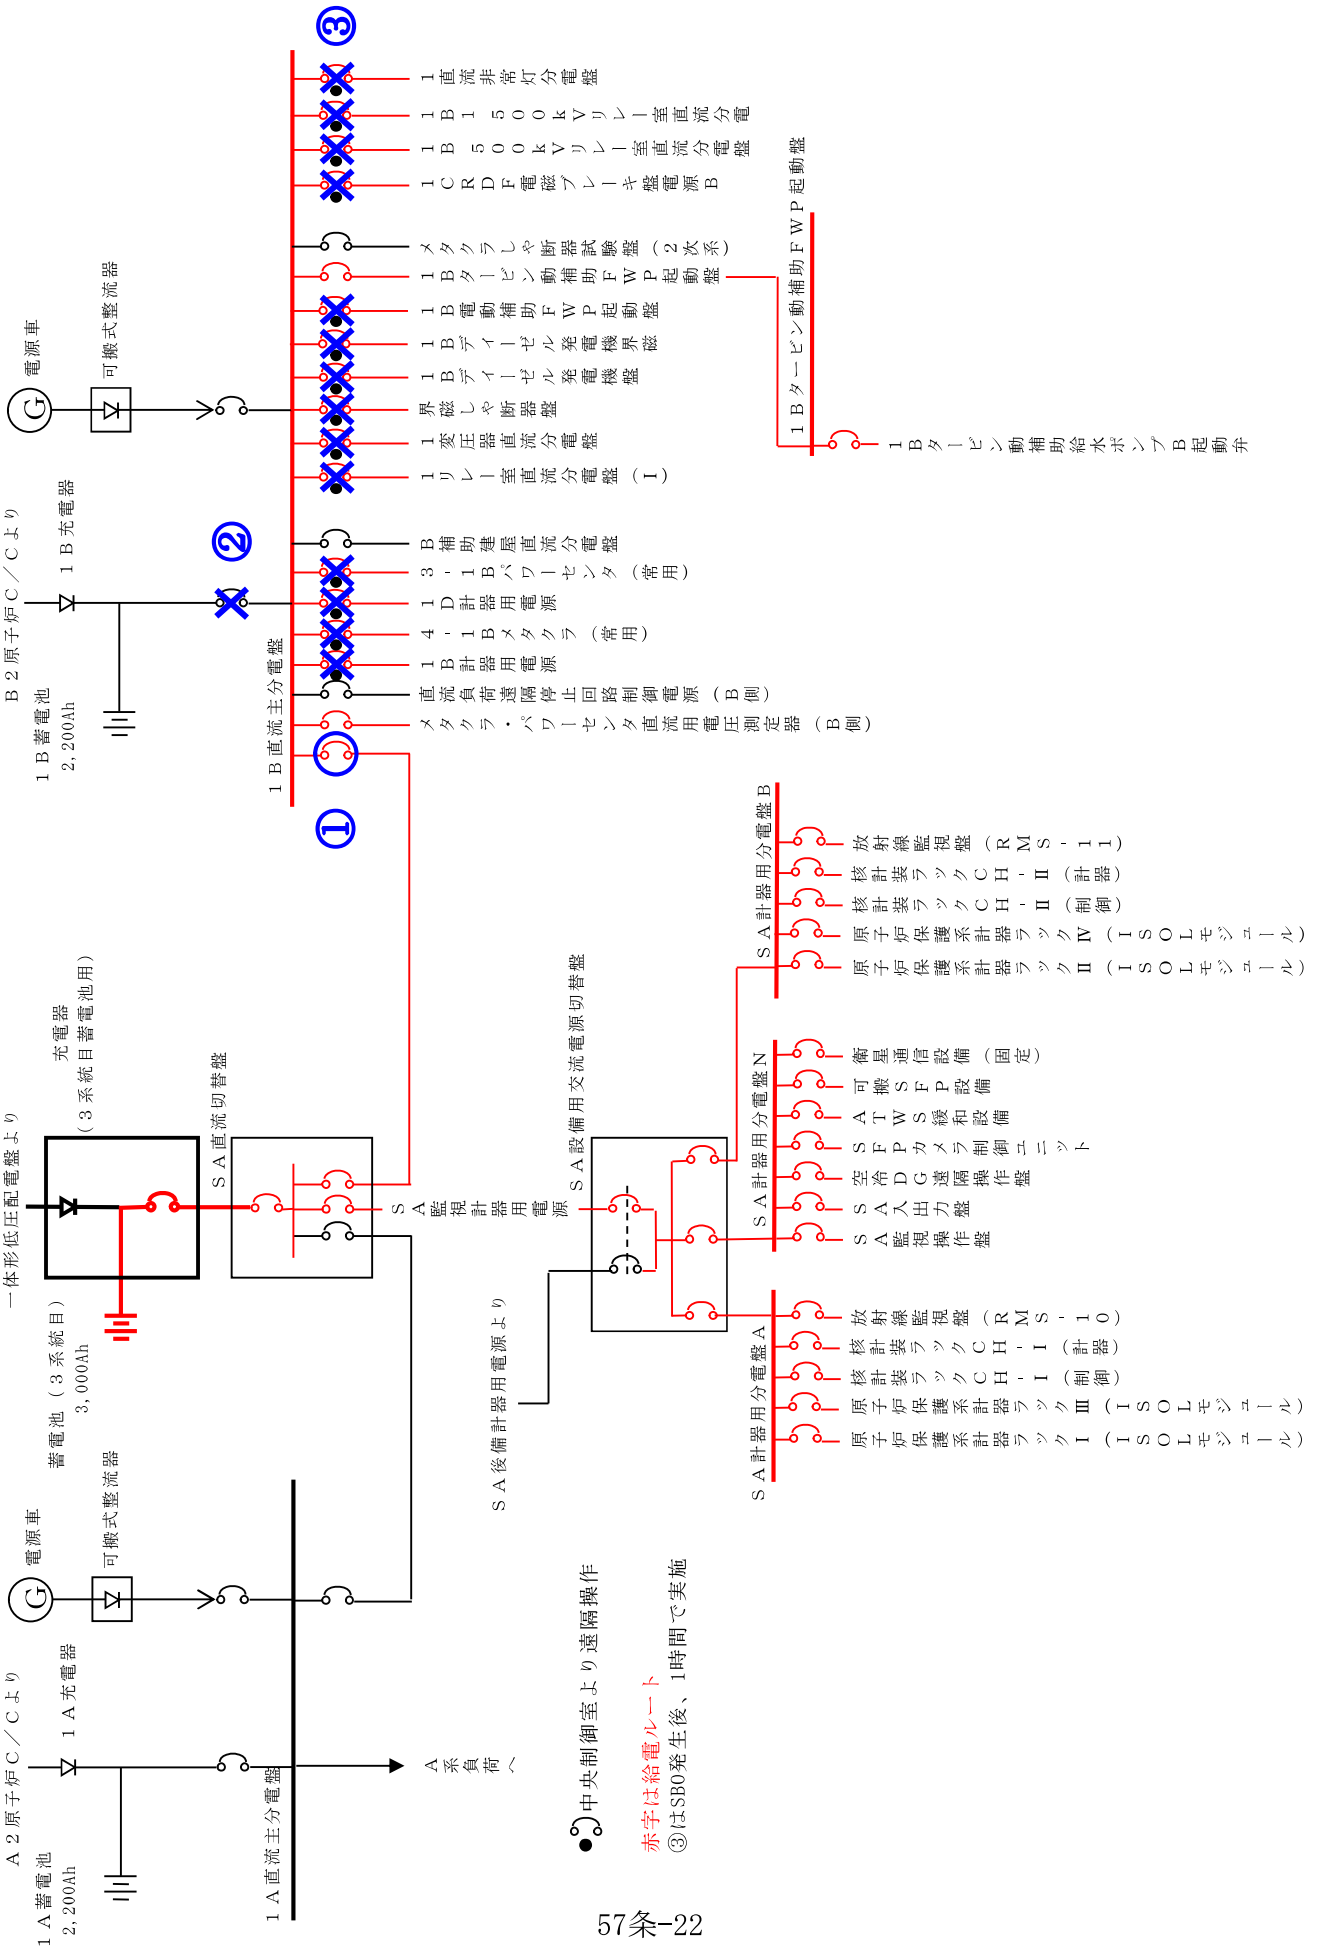 ③
1直流非常灯分電盤
1B1 500kVリレー室直流分電
1B 500kVリレー室直流分電盤
1CRDF電磁ブレーキ盤電源B
メタクラしゃ断器試験盤(2次系)
1Bタービン動補助FWP起動盤
1B電動補助FWP起動盤
1Bディーゼル発電機界磁
1Bディーゼル発電機盤
界磁しゃ断器盤
1変圧器直流分電盤
1リレー室直流分電盤(I)
B補助建屋直流分電盤
3-1Bパワーセンタ(常用)
1D計器用電源
4-1Bメタクラ(常用)
1B計器用電源
直流負荷遠隔停止回路制御電源(B側)
メタクラ・パワーセンタ直流用電圧測定器(B側)
1Bタービン動補助FWP起動盤
1Bタービン動補助給水ポンプB起動弁
電源車
G
可搬式整流器
B2原子炉C/Cより
1B充電器
②
1B蓄電池
2,200Ah
1B直流主分電盤
①
SA計器用分電盤B
放射線監視盤(RMS-11)
核計装ラックCH-Ⅱ(計器)
核計装ラックCH-Ⅱ(制御)
原子炉保護系計器ラックⅣ(ISOLモジュール)
原子炉保護系計器ラックⅡ(ISOLモジュール)
充電器
(3系統目蓄電池用)
一体形低圧配電盤より
SA直流切替盤
蓄電池(3系統目)
3,000Ah
SA監視計器用電源
SA設備用交流電源切替盤
SA後備計器用電源より
SA計器用分電盤N
衛星通信設備(固定)
可搬SFP設備
ATWS緩和設備
SFPカメラ制御ユニット
空冷DG遠隔操作盤
SA入出力盤
SA監視操作盤
SA計器用分電盤A
放射線監視盤(RMS-10)
核計装ラックCH-Ⅰ(計器)
核計装ラックCH-Ⅰ(制御)
原子炉保護系計器ラックⅢ(ISOLモジュール)
原子炉保護系計器ラックⅠ(ISOLモジュール)
電源車
G
可搬式整流器
A2原子炉C/Cより
1A充電器
1A蓄電池
2,200Ah
1A直流主分電盤
A系負荷へ
中央制御室より遠隔操作
赤字は給電ルート
③はSBO発生後、1時間で実施
57条-22